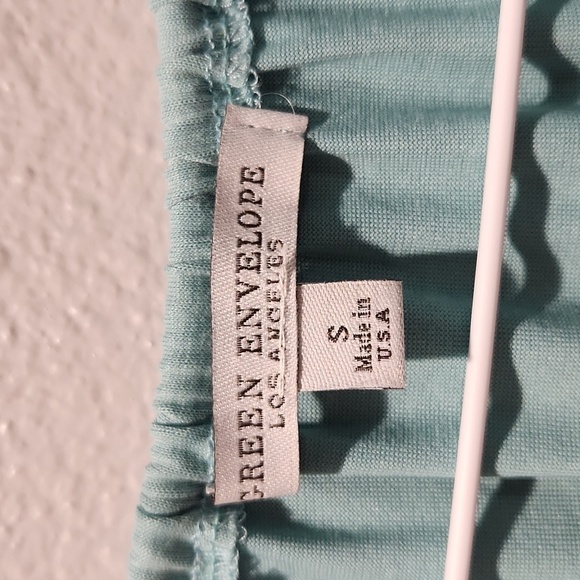 GREEN ENVELOPE
LOS ANGELES
S
Made in
U.S.A